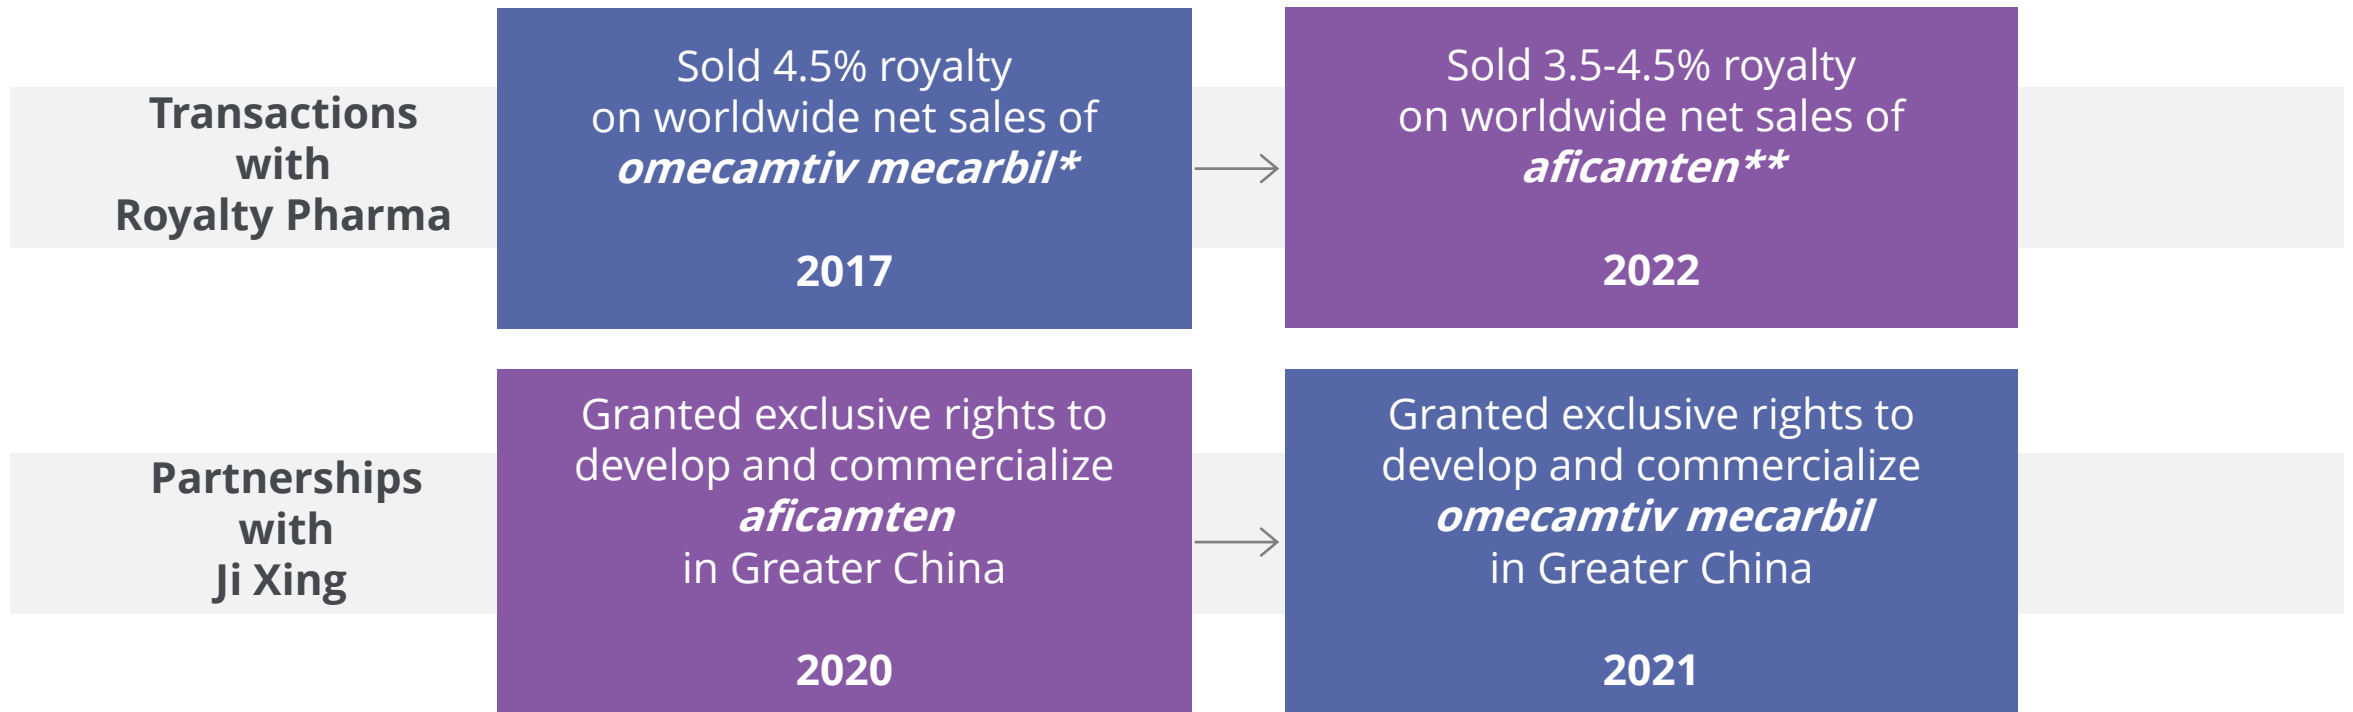 Transactions
with
Royalty Pharma
Sold 4.5% royalty
on worldwide net sales of
omecamtiv mecarbil*
2017
Sold 3.5-4.5% royalty
on worldwide net sales of
aficamten**
2022
Partnerships
with
Ji Xing
Granted exclusive rights to
develop and commercialize
aficamten
in Greater China
2020
Granted exclusive rights to
develop and commercialize
omecamtiv mecarbil
in Greater China
2021